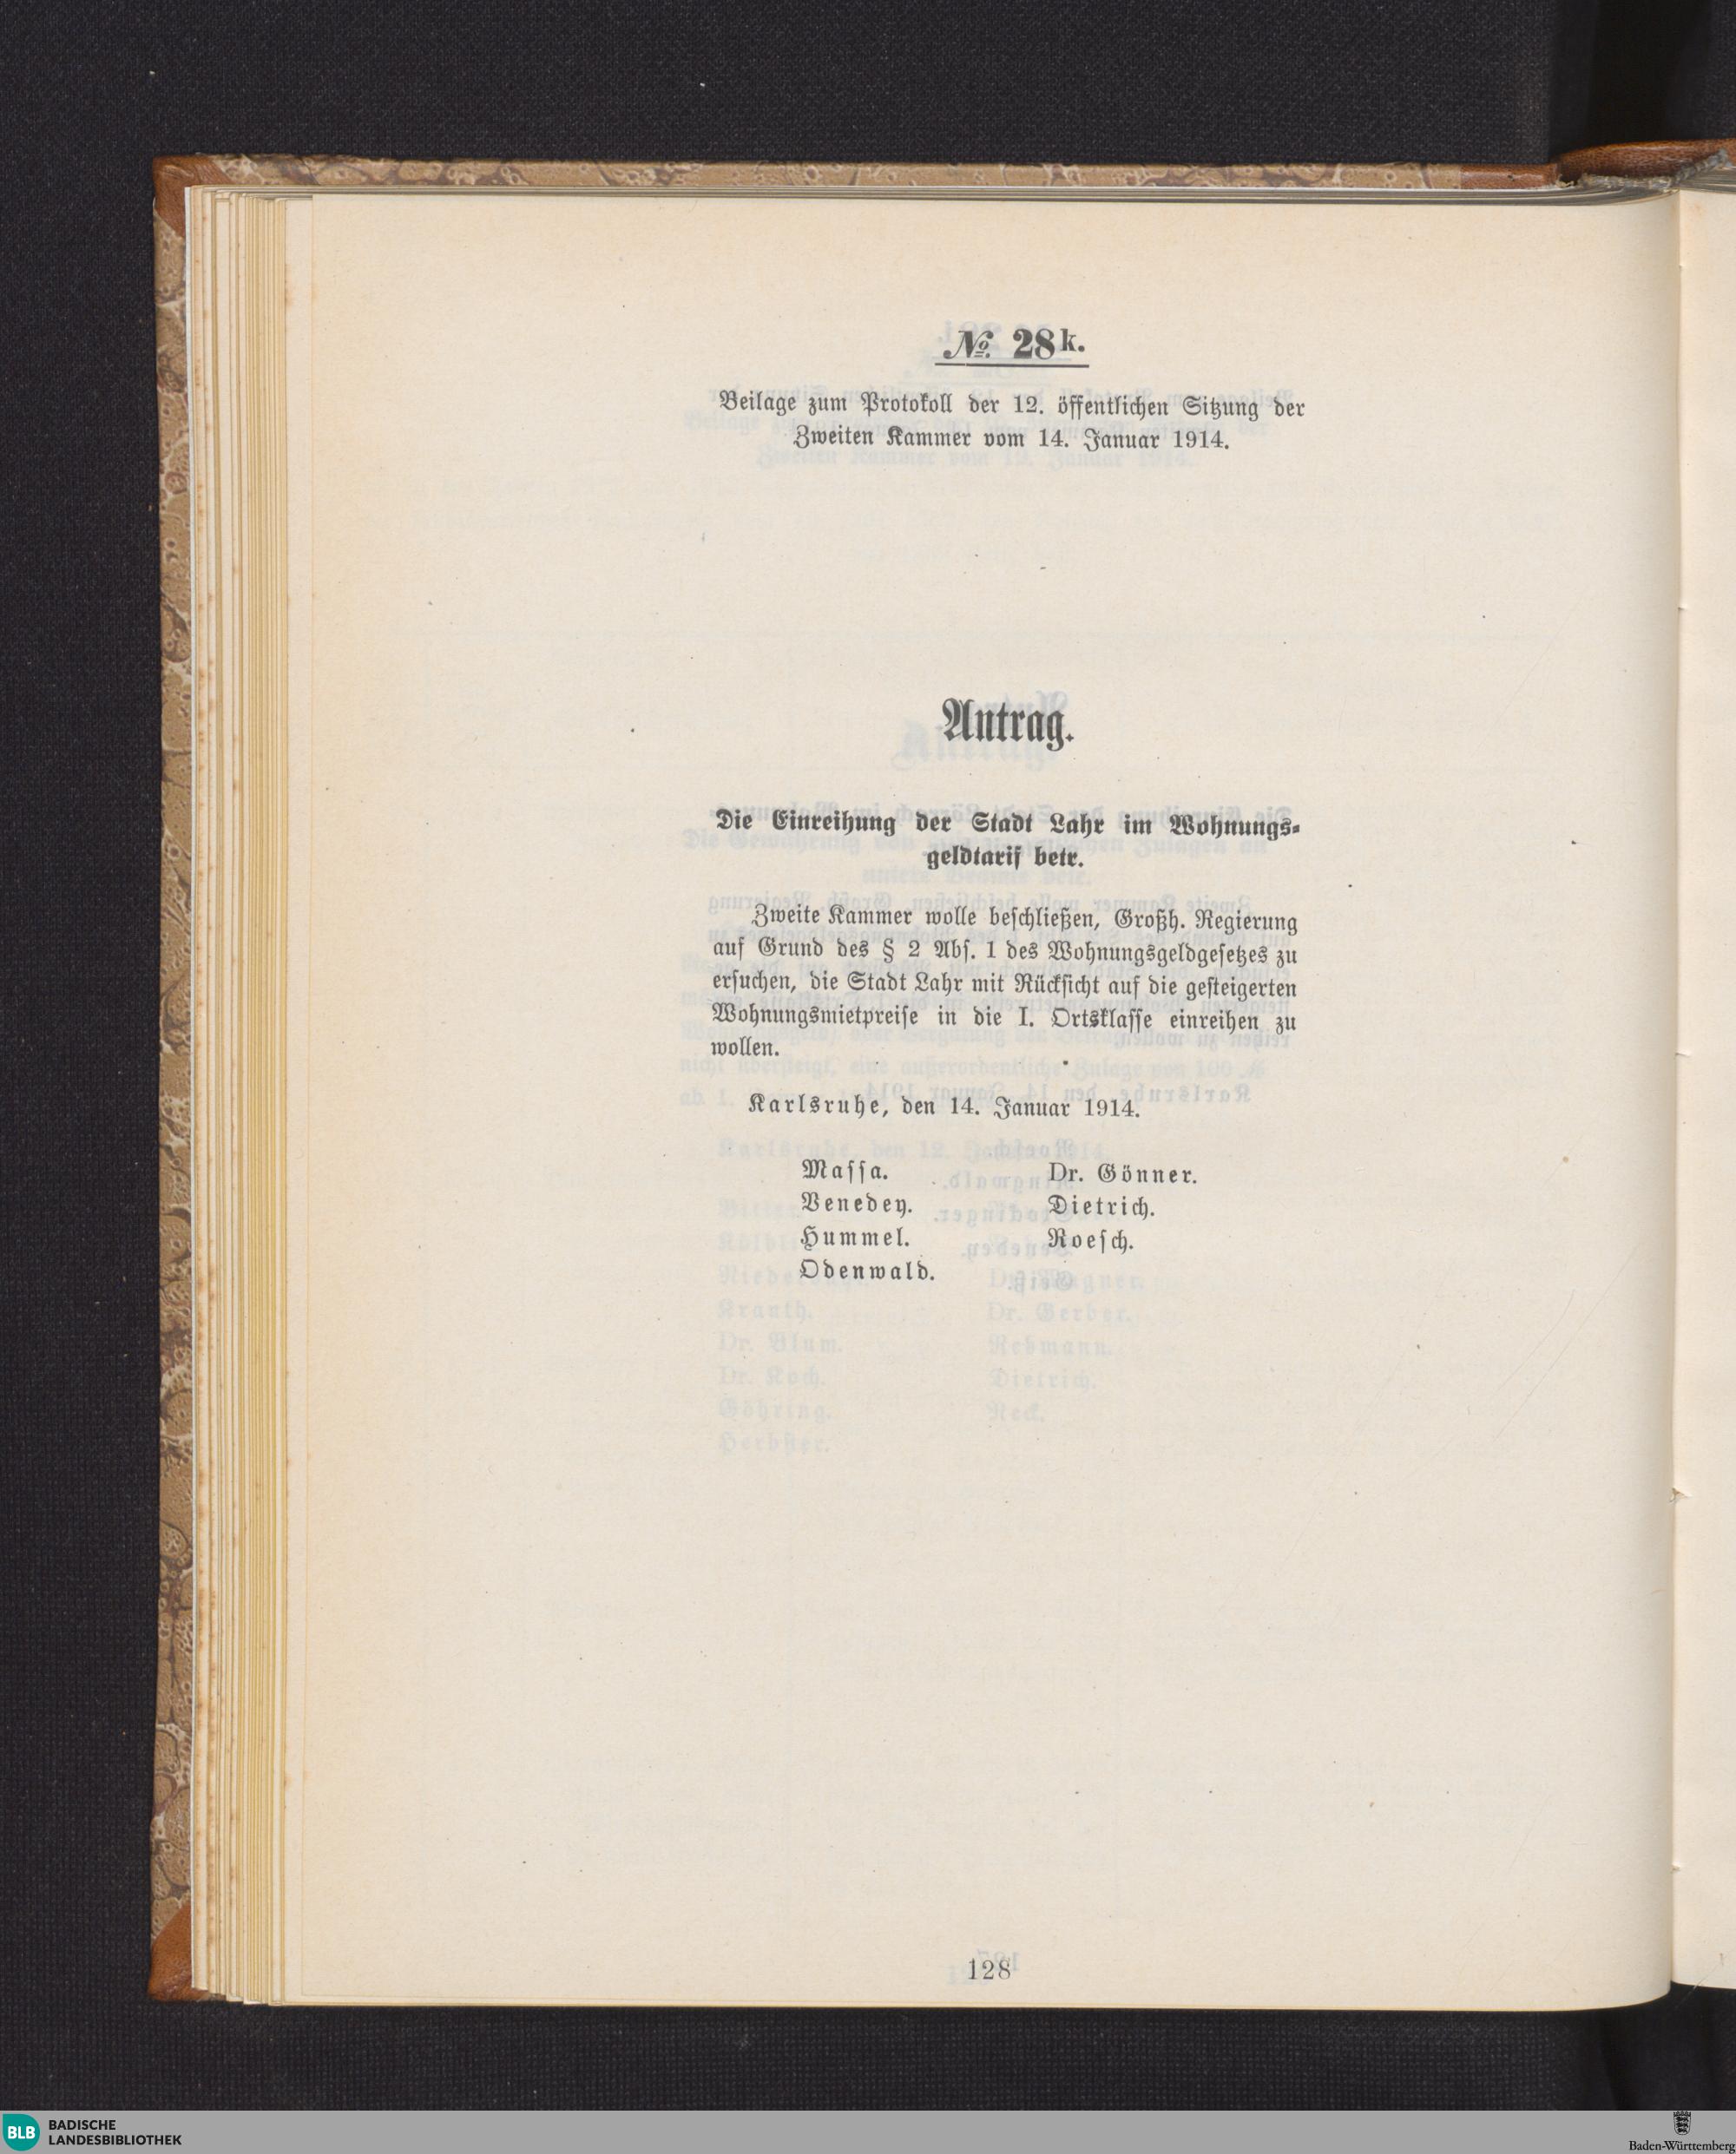 № 28k.
Beilage zum Protokoll der 12. öffentlichen Sitzung der
Zweiten Kammer vom 14. Januar 1914.
Antrag.
Die Einreihung der Stadt Lahr im Wohnungs-
geldtarif betr.
Zweite Kammer wolle beschließen, Großh. Regierung
auf Grund des § 2 Abs. 1 des Wohnungsgeldgesetzes zu
ersuchen, die Stadt Lahr mit Rücksicht auf die gesteigerten
Wohnungsmietpreise in die I. Ortsklasse einreihen zu
wollen.
Karlsruhe, den 14. Januar 1914.
Massa. Dr. Gönner.
Venedey. Dietrich.
Hummel. Roesch.
Odenwald.
128
BLB BADISCHE
LANDESBIBLIOTHEK
Baden-Württemberg